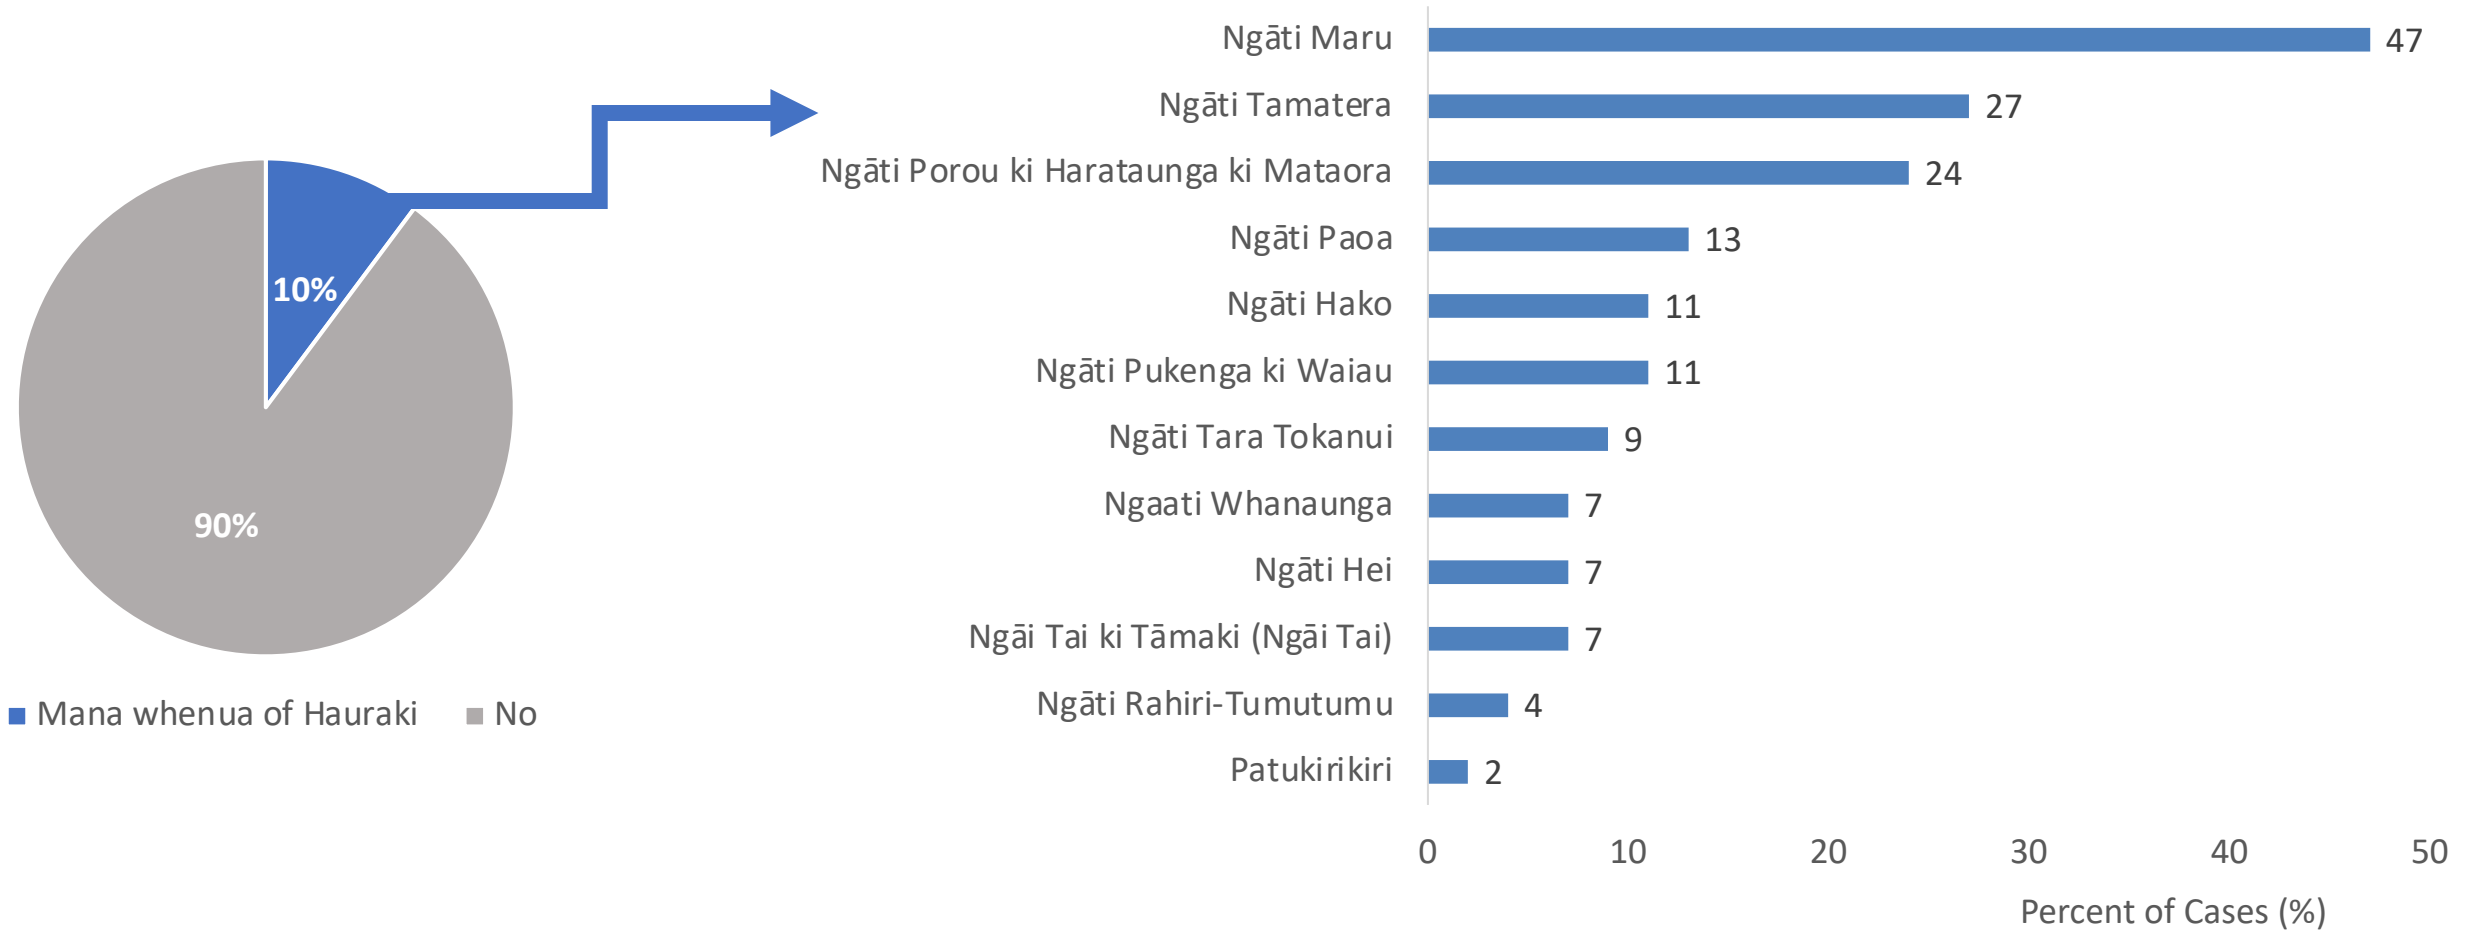 10%
90%
Mana whenua of Hauraki
No
Ngāti Maru 47
Ngāti Tamatera 27
Ngāti Porou ki Harataunga ki Mataora 24
Ngāti Paoa 13
Ngāti Hako 11
Ngāti Pukenga ki Waiau 11
Ngāti Tara Tokanui 9
Ngaati Whanaunga 7
Ngāti Hei 7
Ngāi Tai ki Tāmaki (Ngāi Tai) 7
Ngāti Rahiri-Tumutumu 4
Patukirikiri 2
0 10 20 30 40 50
Percent of Cases (%)